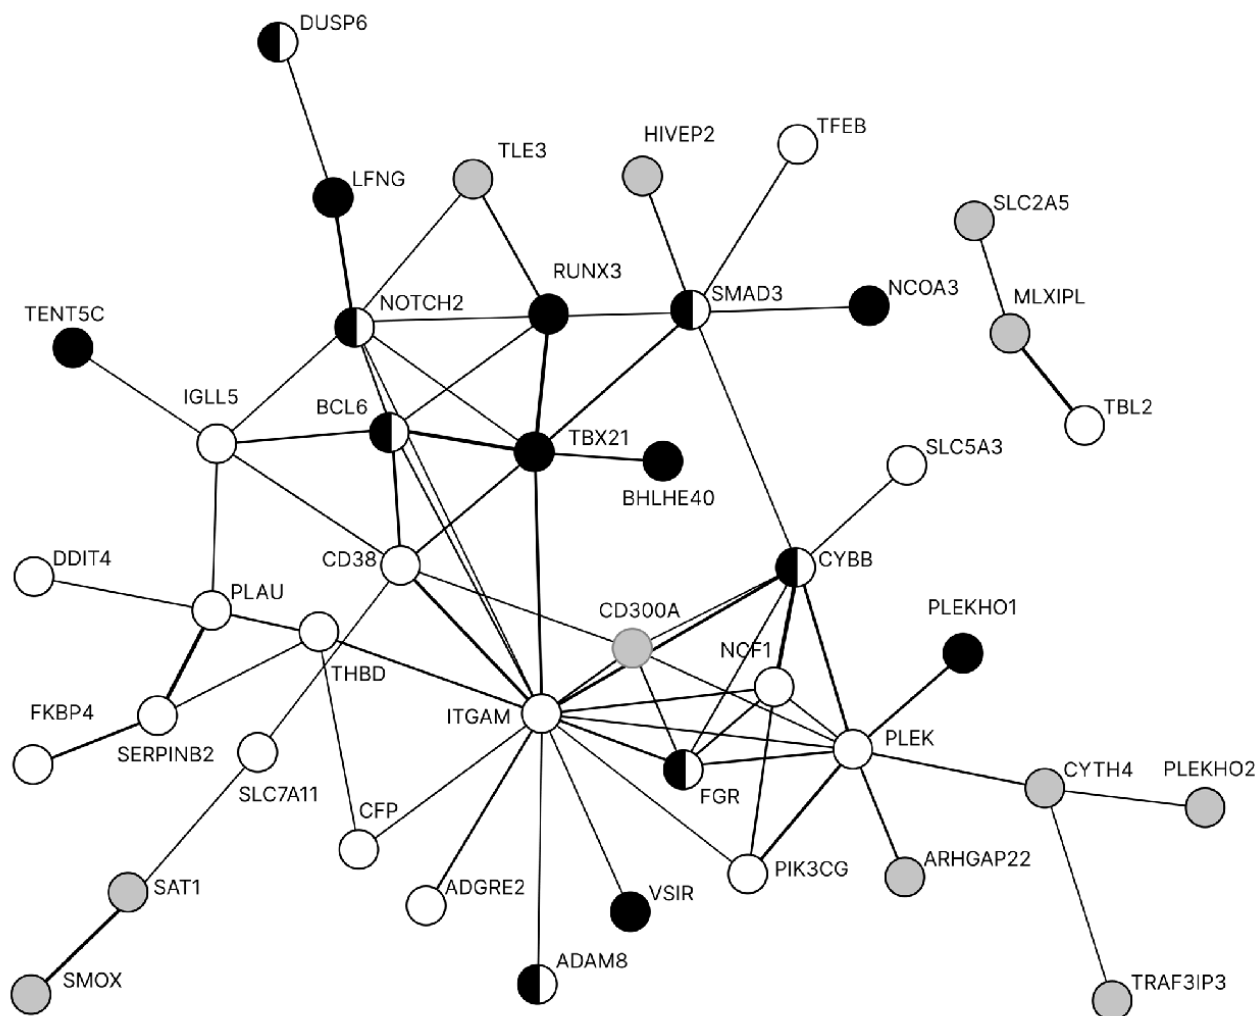 DUSP6
TFEB
HIVEP2
TLE3
LFNG
SLC2A5
RUNX3
NCOA3
SMAD3
MLXIPL
NOTCH2
TENT5C
IGLL5
BCL6
TBX21
TBL2
SLC5A3
BHLHE40
DDIT4
CD38
CYBB
PLAU
CD300A
PLEKHO1
NCF1
THBD
FKBP4
ITGAM
SERPINB2
PLEK
CYTH4
PLEKHO2
SLC7A11
FGR
CFP
PIK3CG
ARHGAP22
SAT1
ADGRE2
VSIR
ADAM8
SMOX
TRAF3IP3